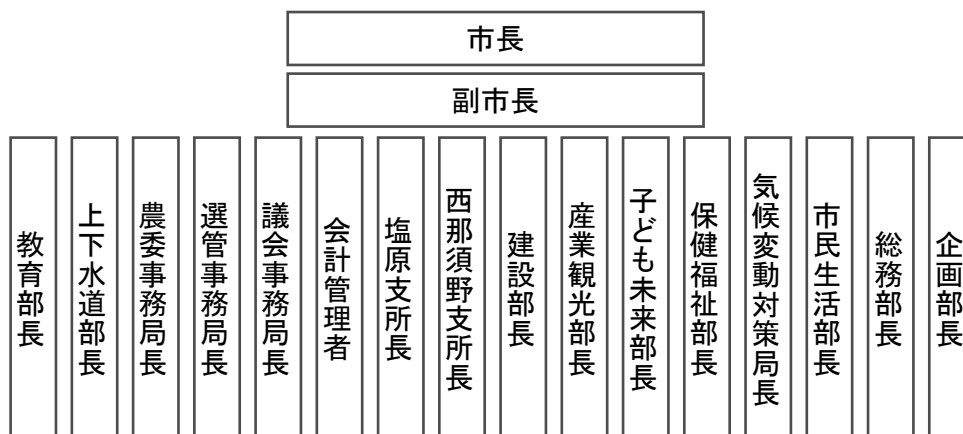 市長
副市長
企画部長
総務部長
市民生活部長
気候変動対策局長
保健福祉部長
子ども未来部長
産業観光部長
建設部長
西那須野支所長
塩原支所長
会計管理者
議会事務局長
選管事務局長
農委事務局長
上下水道部長
教育部長